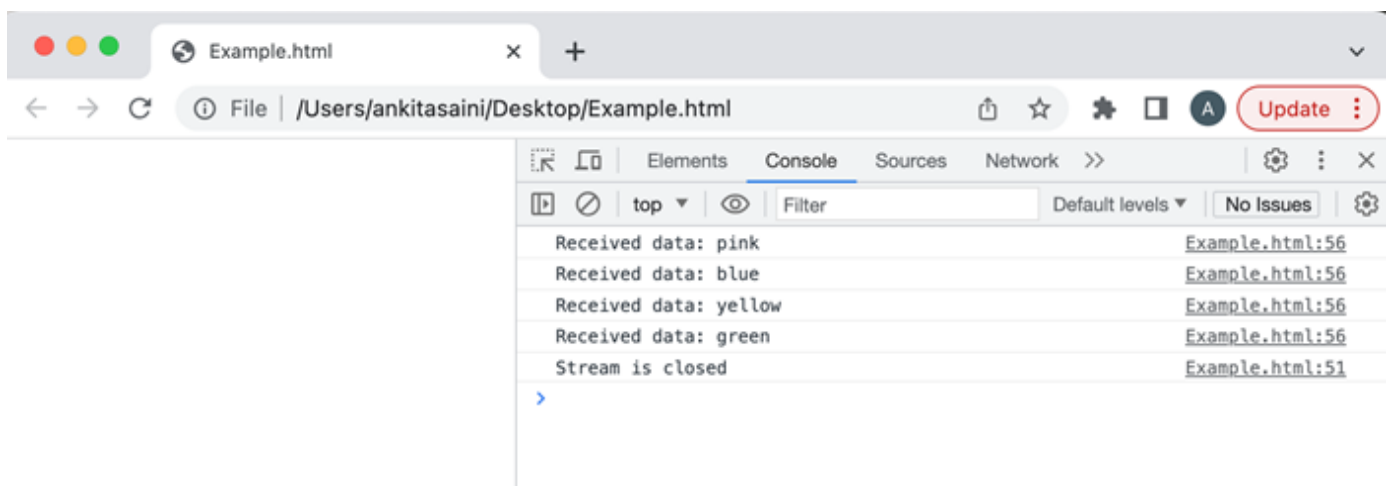 Example.html
File | /Users/ankitasaini/Desktop/Example.html A Update
Elements Console Sources Network >>
top Filter Default levels No Issues
Received data: pink Example.html:56
Received data: blue Example.html:56
Received data: yellow Example.html:56
Received data: green Example.html:56
Stream is closed Example.html:51
>